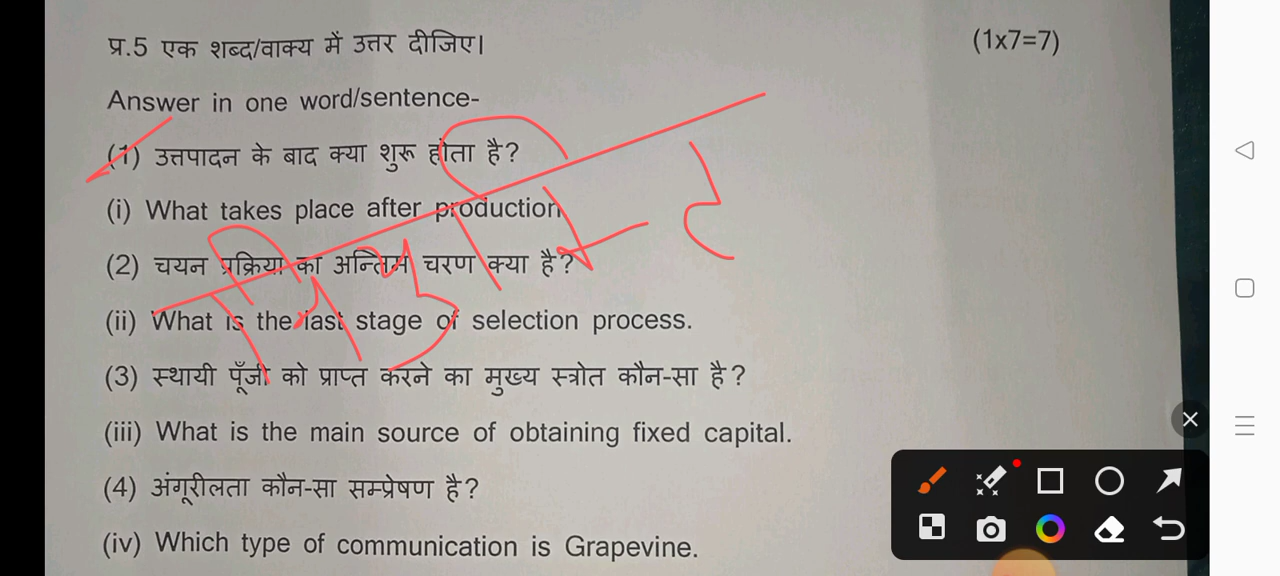 प्र.5 एक शब्द/वाक्य में उत्तर दीजिए। (1x7=7)
Answer in one word/sentence-
(1) उत्तपादन के बाद क्या शुरू होता है?
(i) What takes place after production
(2) चयन प्रक्रिया का अन्तिम चरण क्या है?
(ii) What is the last stage of selection process.
(3) स्थायी पूँजी को प्राप्त करने का मुख्य स्त्रोत कौन-सा है?
(iii) What is the main source of obtaining fixed capital.
(4) अंगूरीलता कौन-सा सम्प्रेषण है?
(iv) Which type of communication is Grapevine.